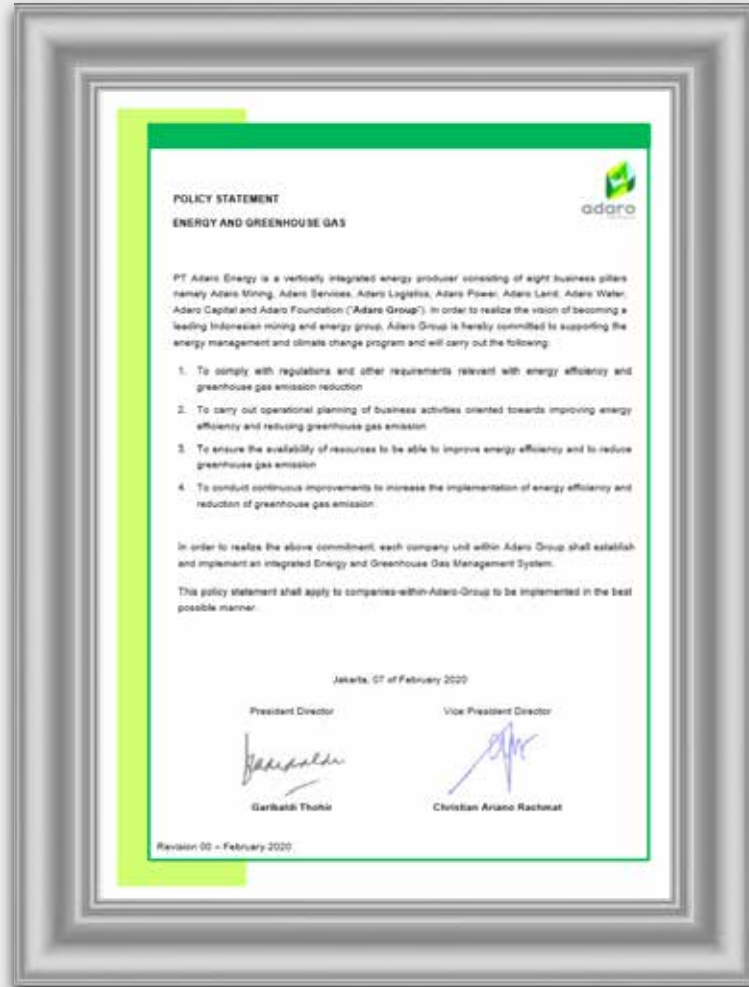 adaro
POLICY STATEMENT
ENERGY AND GREENHOUSE GAS
PT Adaro Energy is a vertically integrated energy producer consisting of eight business pillars
namely Adaro Mining, Adaro Services, Adaro Logistics, Adaro Power, Adaro Land, Adaro Water,
Adaro Capital and Adaro Foundation ("Adaro Group"). In order to realize the vision of becoming a
leading Indonesian mining and energy group, Adaro Group is hereby committed to supporting the
energy management and climate change program and will carry out the following:
1. To comply with regulations and other requirements relevant with energy efficiency and
greenhouse gas emission reduction
2. To carry out operational planning of business activities oriented towards improving energy
efficiency and reducing greenhouse gas emission
3. To ensure the availability of resources to be able to improve energy efficiency and to reduce
greenhouse gas emission
4. To conduct continuous improvements to increase the implementation of energy efficiency and
reduction of greenhouse gas emission
In order to realize the above commitment, each company unit within Adaro Group shall establish
and implement an integrated Energy and Greenhouse Gas Management System.
This policy statement shall apply to companies-within-Adaro-Group to be implemented in the best
possible manner.
Jakarta, 07 of February 2020
President Director Vice President Director
Garibaldi Thohir Christian Ariano Rachmat
Revision 00 – February 2020